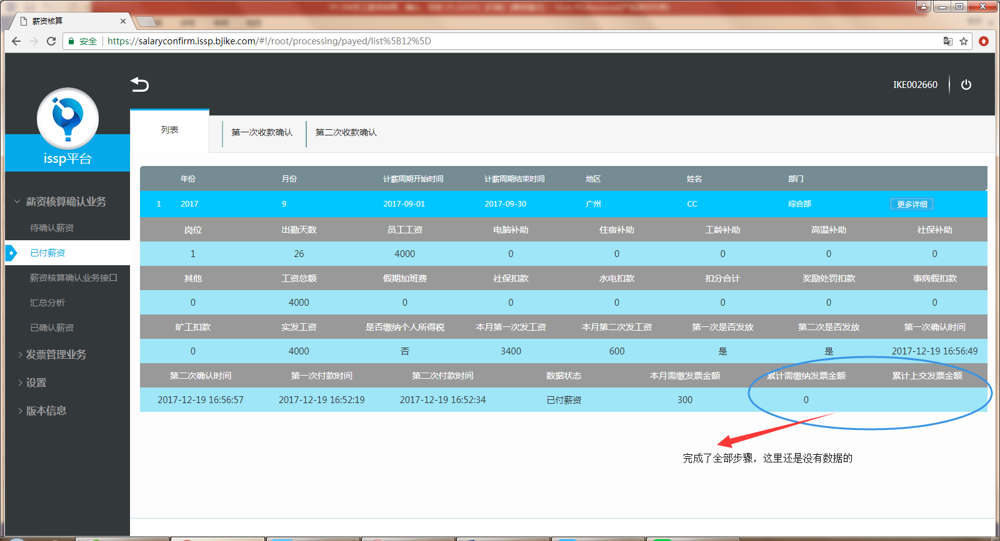 薪资核算
安全 https://salaryconfirm.issp.bjike.com/#!/root/processing/payed/list%5B12%5D
IKE002660
issp平台
列表 第一次收款确认 第二次收款确认
薪资核算确认业务
待确认薪资
已付薪资
薪资核算确认业务接口
汇总分析
已确认薪资
发票管理业务
设置
版本信息
年份 月份 计薪周期开始时间 计薪周期结束时间 地区 姓名 部门
1 2017 9 2017-09-01 2017-09-30 广州 CC 综合部 更多详细
岗位 出勤天数 员工工资 电脑补助 住宿补助 工龄补助 高温补助 社保补助
1 26 4000 0 0 0 0 0
其他 工资总额 假期加班费 社保扣款 水电扣款 扣分合计 奖励处罚扣款 事病假扣款
0 4000 0 0 0 0 0 0
旷工扣款 实发工资 是否缴纳个人所得税 本月第一次发工资 本月第二次发工资 第一次是否发放 第二次是否发放 第一次确认时间
0 4000 否 3400 600 是 是 2017-12-19 16:56:49
第二次确认时间 第一次付款时间 第二次付款时间 数据状态 本月需缴发票金额 累计需缴纳发票金额 累计上交发票金额
2017-12-19 16:56:57 2017-12-19 16:52:19 2017-12-19 16:52:34 已付薪资 300 0
完成了全部步骤，这里还是没有数据的